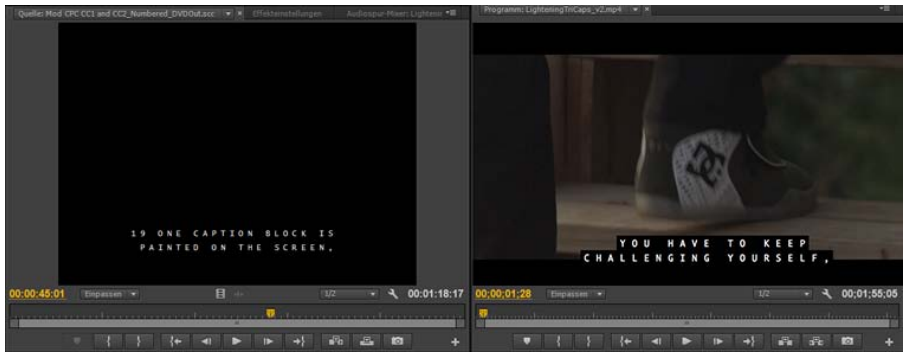 Quelle: Mod CPC CC1 and CC2_Numbered_DVDOut.scc
Effekteinstellungen
Audiospur-Mixer: Lightenin
19 ONE CAPTION BLOCK IS
PAINTED ON THE SCREEN,
00:00:45:01
Einpassen
1/2
00:01:18:17
Programm: LighteningTriCaps_v2.mp4
DC
YOU HAVE TO KEEP
CHALLENGING YOURSELF,
00;00;01;28
Einpassen
1/2
00;01;55;05